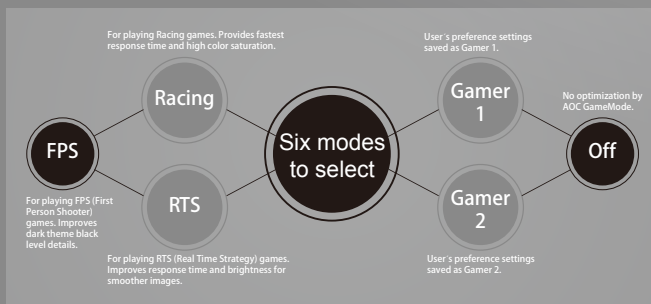 For playing Racing games. Provides fastest
response time and high color saturation.
User's preference settings
saved as Gamer 1.
Racing
Gamer
1
No optimization by
AOC GameMode.
FPS
Six modes
to select
Off
For playing FPS (First
Person Shooter)
games. Improves
dark theme black
level details.
RTS
Gamer
2
For playing RTS (Real Time Strategy) games.
Improves response time and brightness for
smoother images.
User's preference settings
saved as Gamer 2.